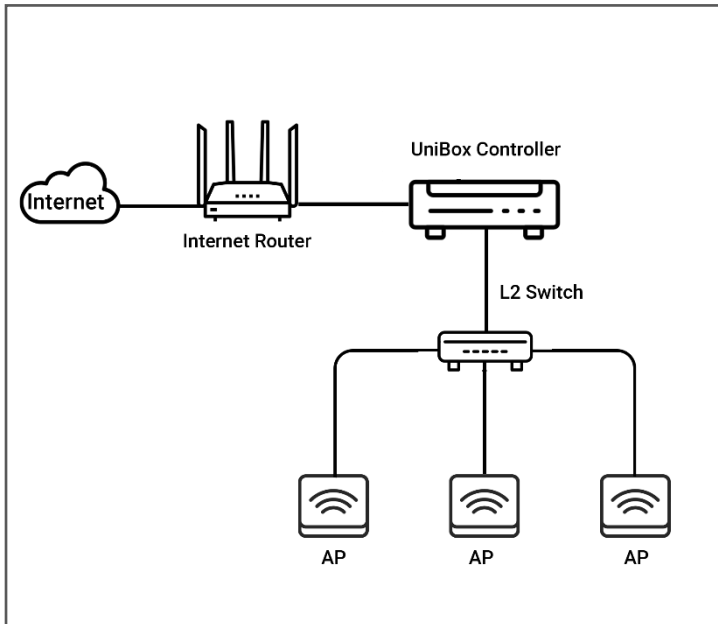 UniBox Controller
Internet
Internet Router
L2 Switch
AP
AP
AP